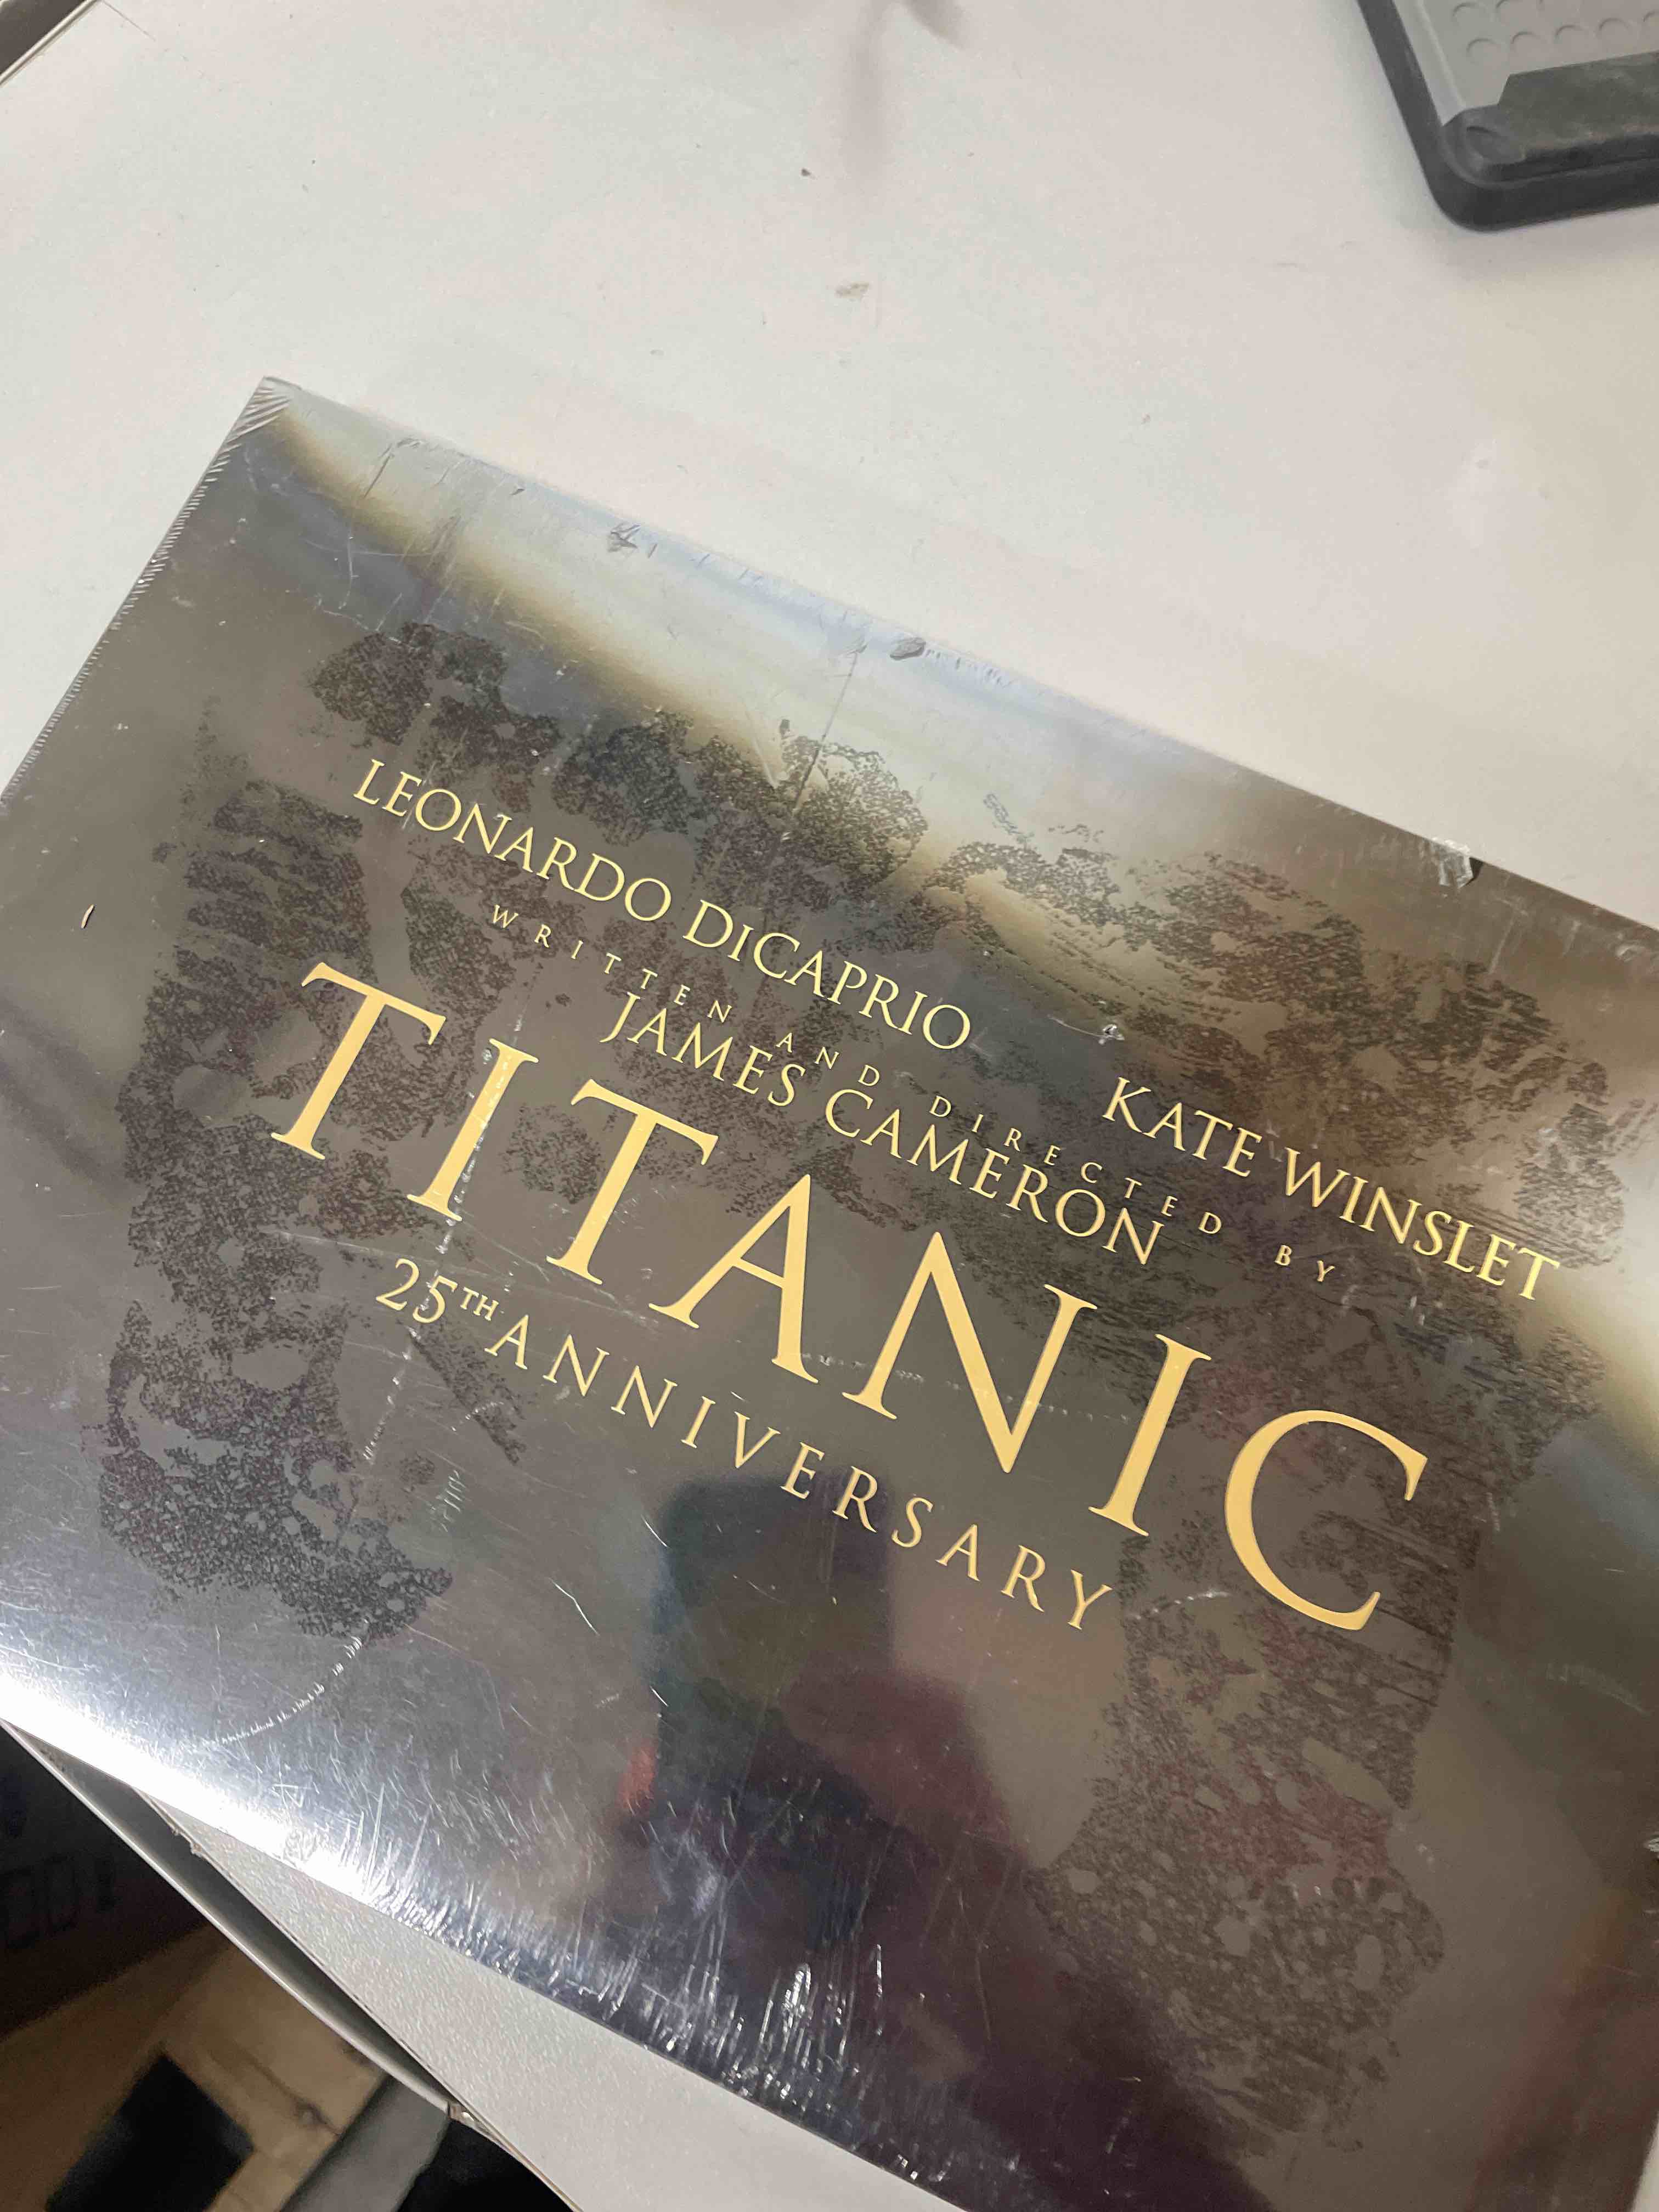 LEONARDO DiCAPRIO KATE WINSLET
WRITTEN AND DIRECTED BY
JAMES CAMERON
TITANIC
25TH ANNIVERSARY